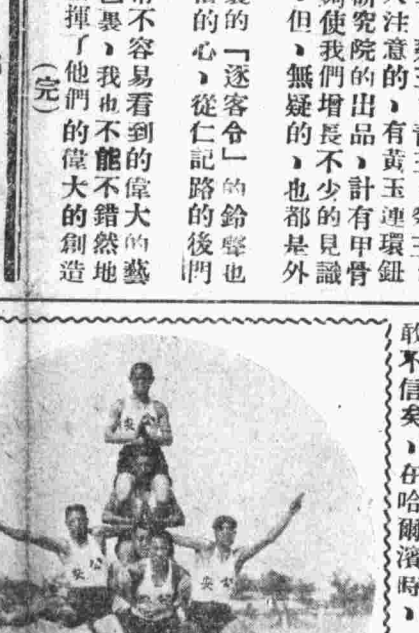 注意的、有黃玉連環鈕
究院的出品、計有甲骨
使我們增長不少的見識
但、無疑的、也都是外
的「逐客令」的鈴聲也
的心、從仁記路的後門
不容易看到的偉大的藝
裏、我也不能不錯然地
揮了他們的偉大的創造
（完）
敢不信矣、在哈爾濱時、
公安
公安
公安
公安